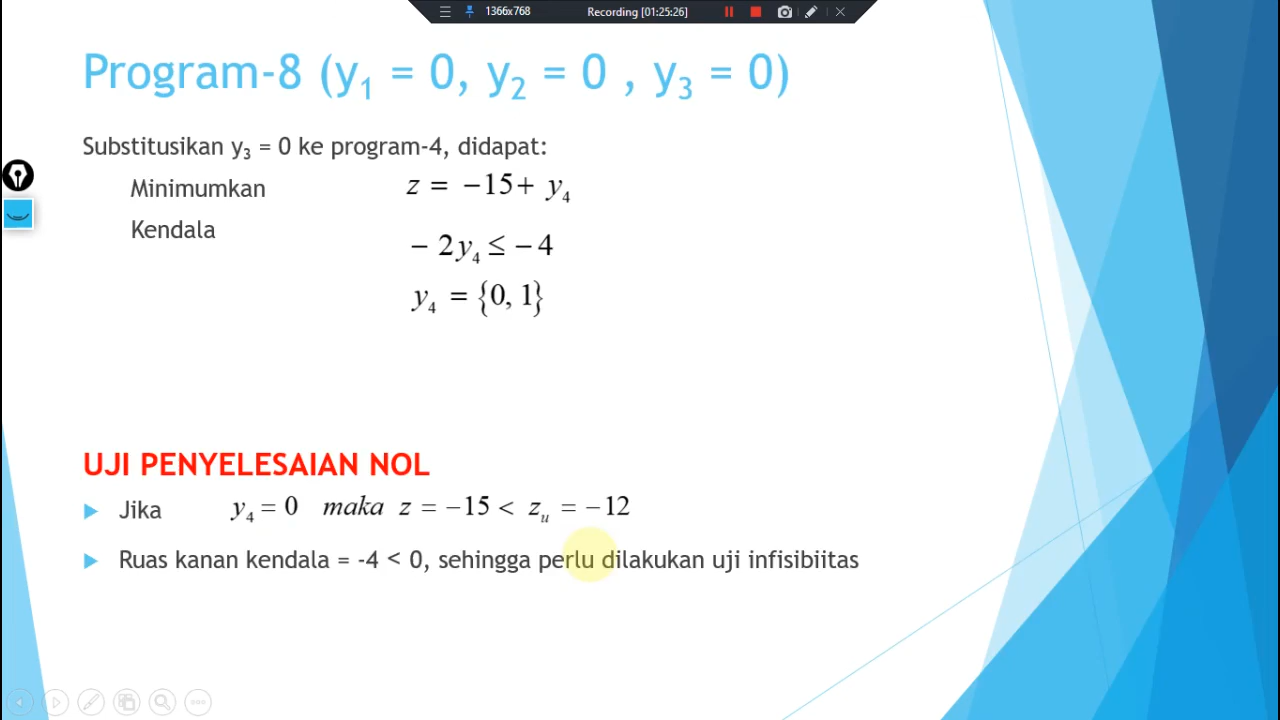 1366x768 Recording [01:25:26]
Program-8 (y₁ = 0, y₂ = 0 , y₃ = 0)
Substitusikan y₃ = 0 ke program-4, didapat:
Minimumkan z = −15+ y₄
Kendala
− 2y₄ ≤ − 4
y₄ = {0, 1}
UJI PENYELESAIAN NOL
Jika y₄ = 0 maka z = −15 < zᵤ = −12
Ruas kanan kendala = -4 < 0, sehingga perlu dilakukan uji infisibiitas